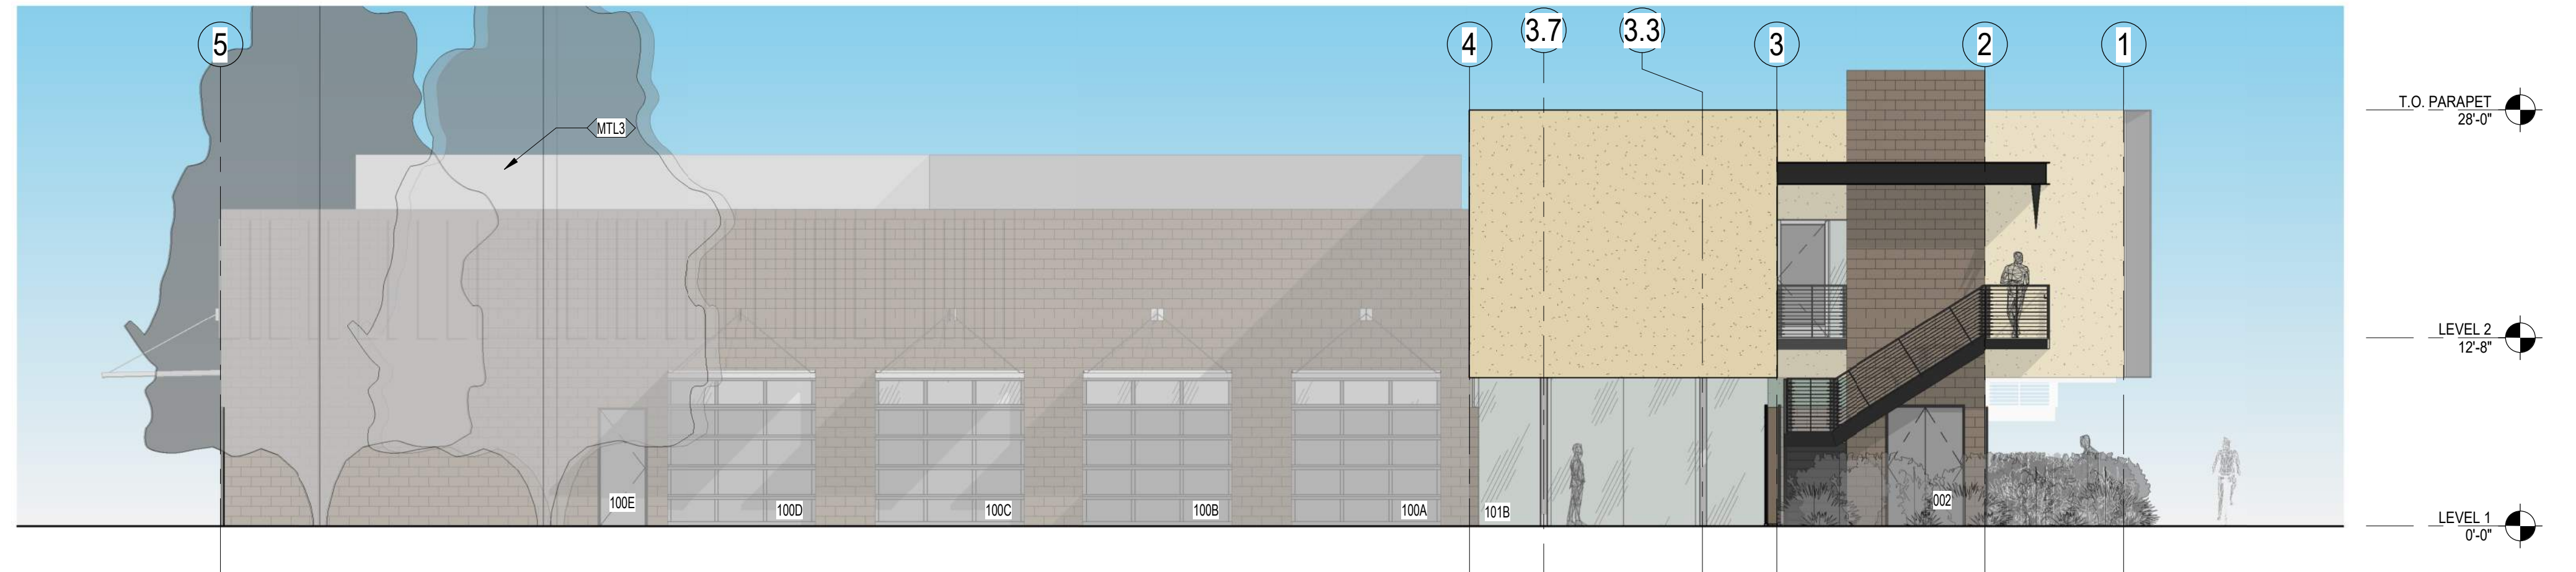 5
4
3.7
3.3
3
2
1
T.O. PARAPET
28'-0"
MTL3
LEVEL 2
12'-8"
100E
100D
100C
100B
100A
101B
002
LEVEL 1
0'-0"